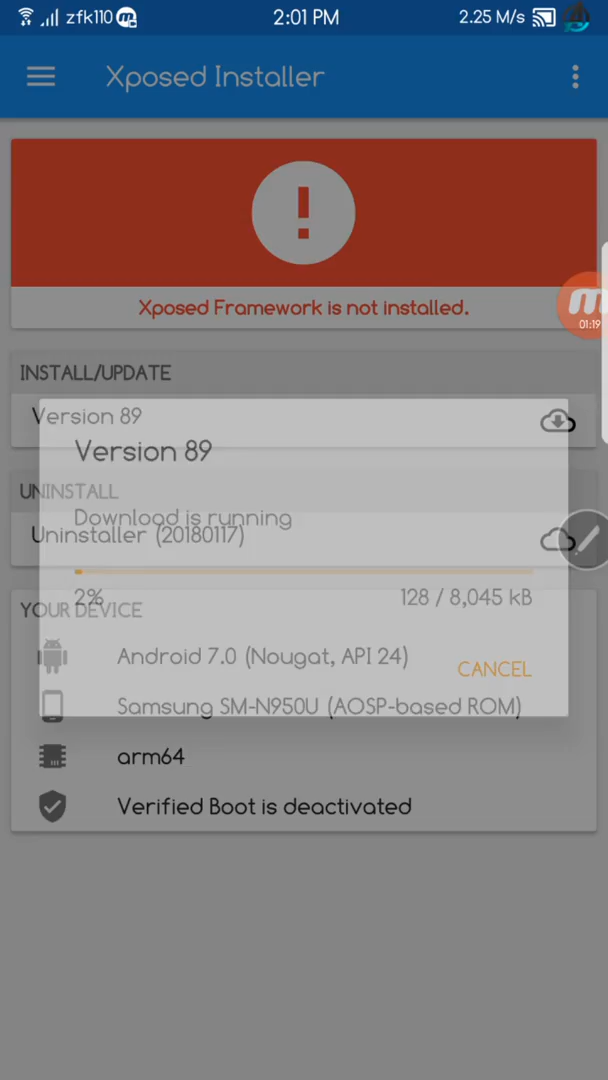 zfk110 2:01 PM 2.25 M/s
Xposed Installer
Xposed Framework is not installed.
01:19
INSTALL/UPDATE
Version 89
Version 89
UNINSTALL
Download is running
Uninstaller (20180117)
2% 128 / 8,045 kB
YOUR DEVICE
Android 7.0 (Nougat, API 24)
CANCEL
Samsung SM-N950U (AOSP-based ROM)
arm64
Verified Boot is deactivated